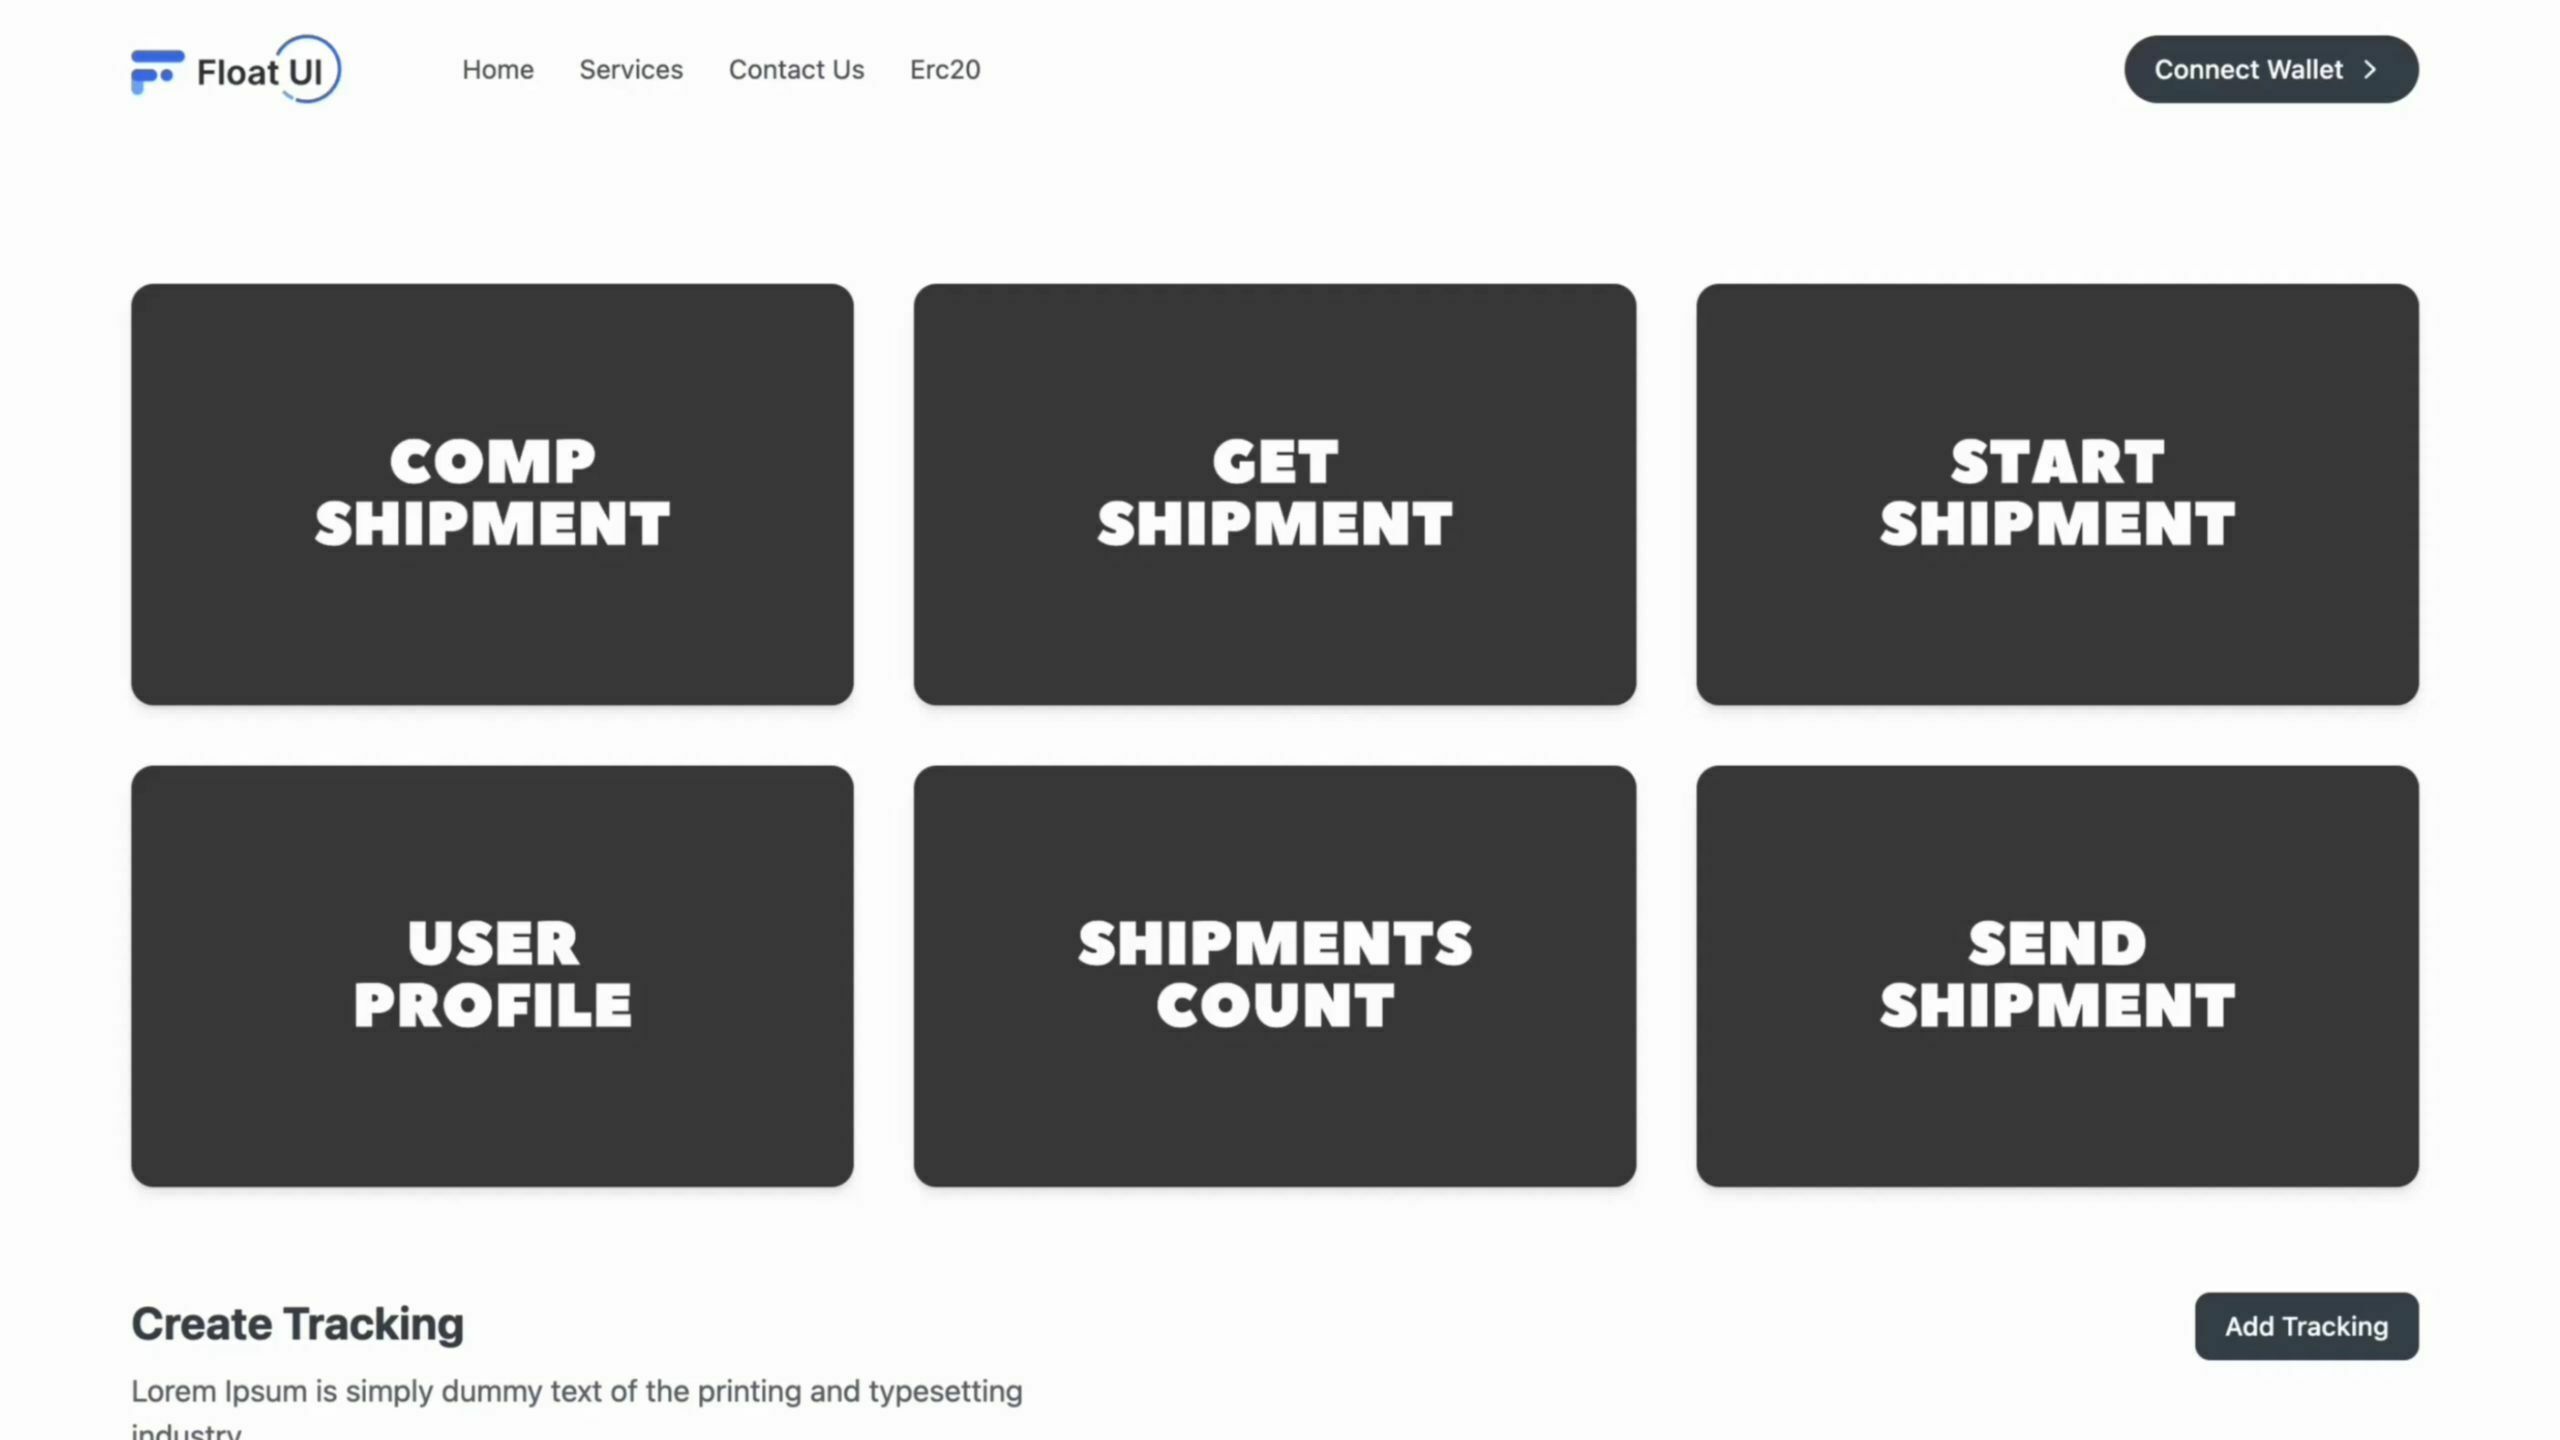 Float UI
Home
Services
Contact Us
Erc20
Connect Wallet
COMP
SHIPMENT
GET
SHIPMENT
START
SHIPMENT
USER
PROFILE
SHIPMENTS
COUNT
SEND
SHIPMENT
Create Tracking
Add Tracking
Lorem Ipsum is simply dummy text of the printing and typesetting
industry.